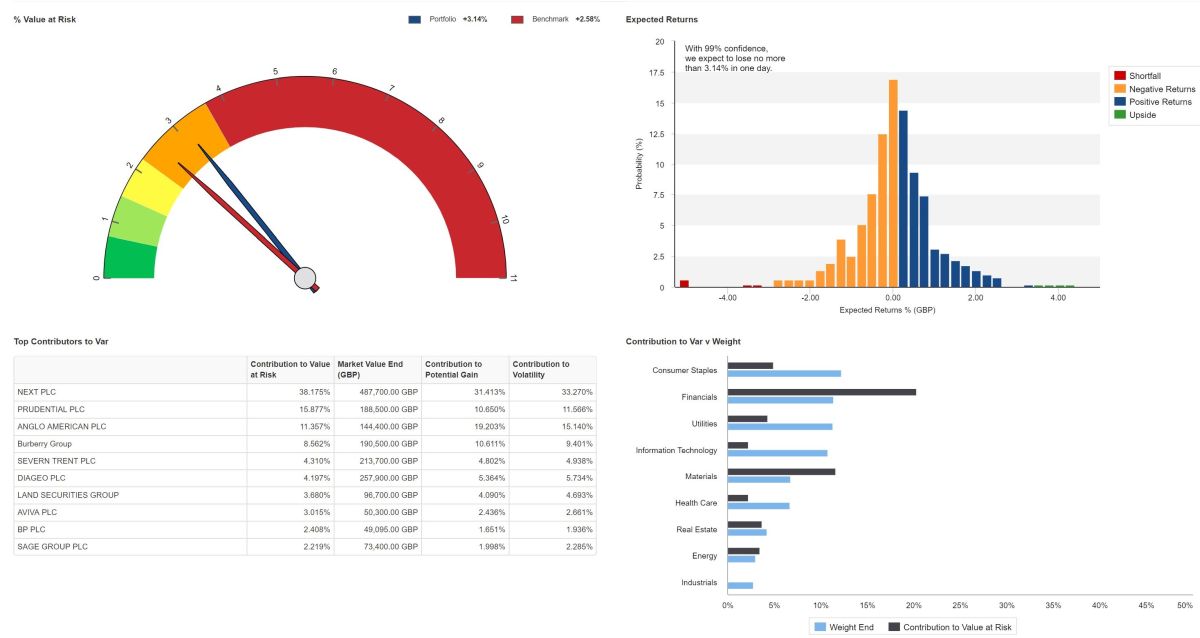 % Value at Risk
Portfolio +3.14% Benchmark +2.58%
0 1 2 3 4 5 6 7 8 9 10 11
Expected Returns
With 99% confidence,
we expect to lose no more
than 3.14% in one day.
Probability (%)
20
17.5
15
12.5
10
7.5
5
2.5
0
-4.00 -2.00 0.00 2.00 4.00
Expected Returns % (GBP)
Shortfall
Negative Returns
Positive Returns
Upside
Top Contributors to Var
Contribution to Value at Risk Market Value End (GBP) Contribution to Potential Gain Contribution to Volatility
NEXT PLC 38.175% 487,700.00 GBP 31.413% 33.270%
PRUDENTIAL PLC 15.877% 188,500.00 GBP 10.650% 11.566%
ANGLO AMERICAN PLC 11.357% 144,400.00 GBP 19.203% 15.140%
Burberry Group 8.562% 190,500.00 GBP 10.611% 9.401%
SEVERN TRENT PLC 4.310% 213,700.00 GBP 4.802% 4.938%
DIAGEO PLC 4.197% 257,900.00 GBP 5.364% 5.734%
LAND SECURITIES GROUP 3.680% 96,700.00 GBP 4.090% 4.693%
AVIVA PLC 3.015% 50,300.00 GBP 2.436% 2.661%
BP PLC 2.408% 49,095.00 GBP 1.651% 1.936%
SAGE GROUP PLC 2.219% 73,400.00 GBP 1.998% 2.285%
Contribution to Var v Weight
Consumer Staples
Financials
Utilities
Information Technology
Materials
Health Care
Real Estate
Energy
Industrials
0% 5% 10% 15% 20% 25% 30% 35% 40% 45% 50%
Weight End Contribution to Value at Risk